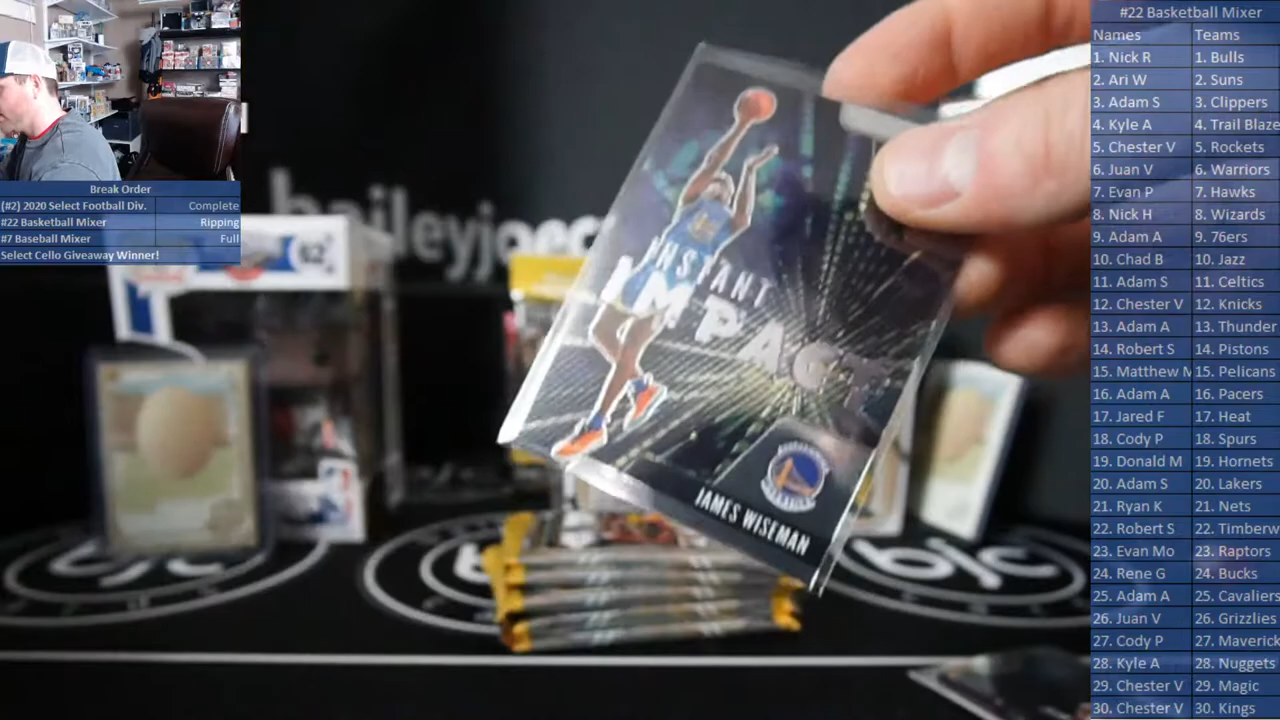 Break Order
(#2) 2020 Select Football Div. Complete
#22 Basketball Mixer Ripping
#7 Baseball Mixer Full
Select Cello Giveaway Winner!
baileyjoec
INSTANT
IMPACT
JAMES WISEMAN
bjc
bjc
#22 Basketball Mixer
Names Teams
1. Nick R 1. Bulls
2. Ari W 2. Suns
3. Adam S 3. Clippers
4. Kyle A 4. Trail Blaze
5. Chester V 5. Rockets
6. Juan V 6. Warriors
7. Evan P 7. Hawks
8. Nick H 8. Wizards
9. Adam A 9. 76ers
10. Chad B 10. Jazz
11. Adam S 11. Celtics
12. Chester V 12. Knicks
13. Adam A 13. Thunder
14. Robert S 14. Pistons
15. Matthew M 15. Pelicans
16. Adam A 16. Pacers
17. Jared F 17. Heat
18. Cody P 18. Spurs
19. Donald M 19. Hornets
20. Adam S 20. Lakers
21. Ryan K 21. Nets
22. Robert S 22. Timberw
23. Evan Mo 23. Raptors
24. Rene G 24. Bucks
25. Adam A 25. Cavaliers
26. Juan V 26. Grizzlies
27. Cody P 27. Maverick
28. Kyle A 28. Nuggets
29. Chester V 29. Magic
30. Chester V 30. Kings